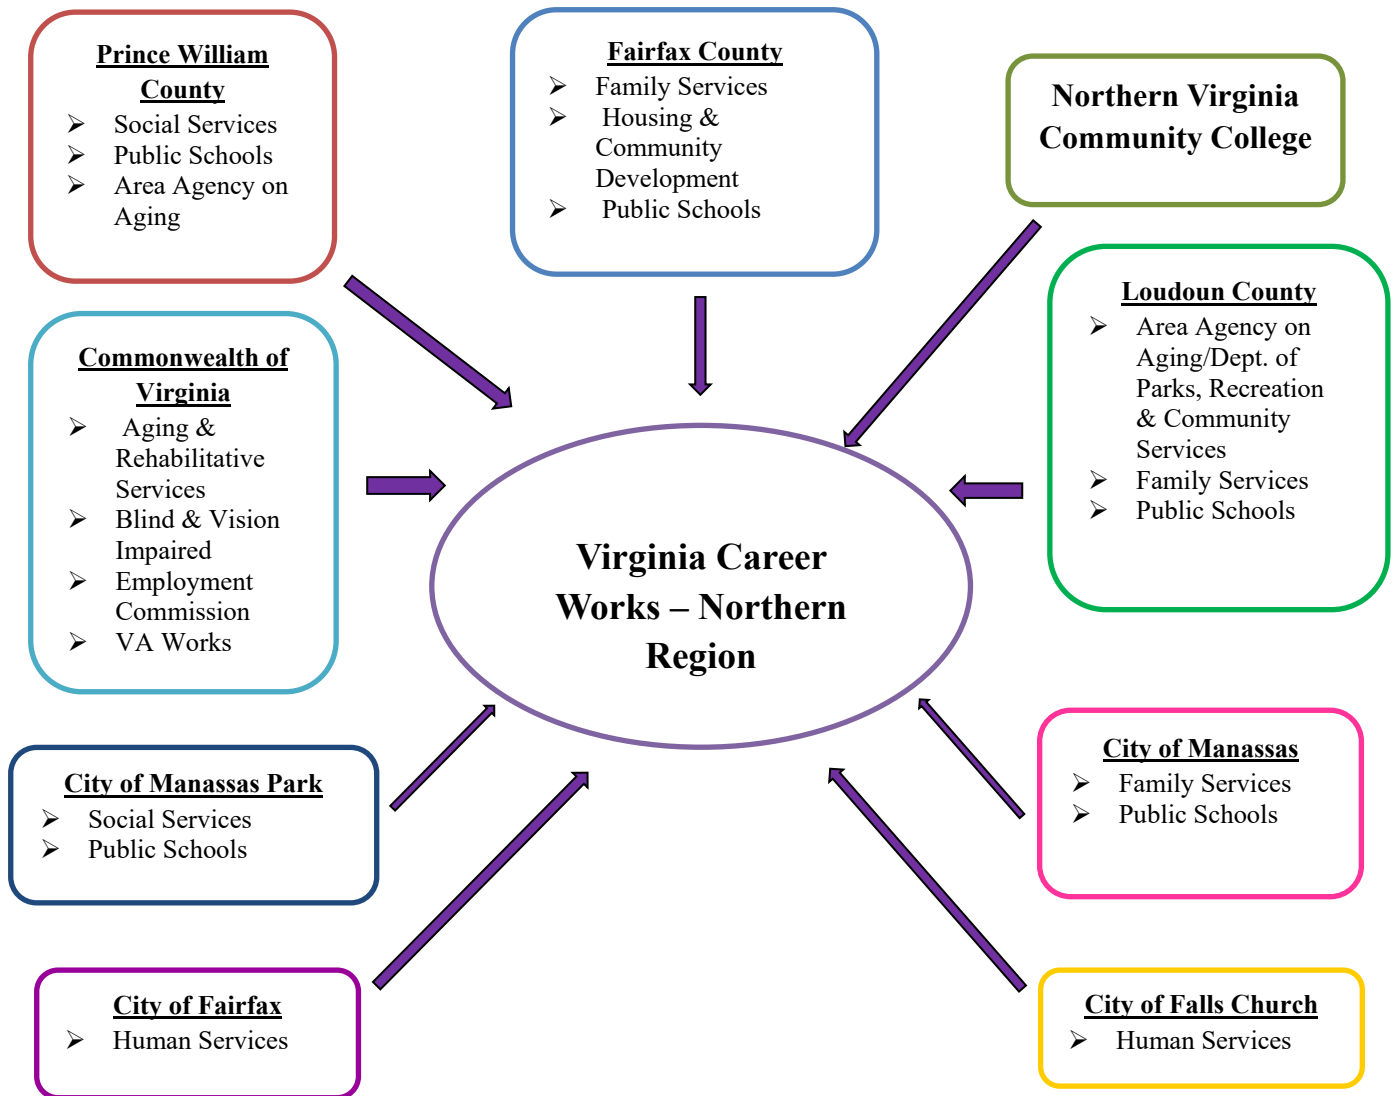 Prince William
County
➢ Social Services
➢ Public Schools
➢ Area Agency on
Aging
Fairfax County
➢ Family Services
➢ Housing &
Community
Development
➢ Public Schools
Northern Virginia
Community College
Commonwealth of
Virginia
➢ Aging &
Rehabilitative
Services
➢ Blind & Vision
Impaired
➢ Employment
Commission
➢ VA Works
Loudoun County
➢ Area Agency on
Aging/Dept. of
Parks, Recreation
& Community
Services
➢ Family Services
➢ Public Schools
Virginia Career
Works – Northern
Region
City of Manassas Park
➢ Social Services
➢ Public Schools
City of Manassas
➢ Family Services
➢ Public Schools
City of Fairfax
➢ Human Services
City of Falls Church
➢ Human Services